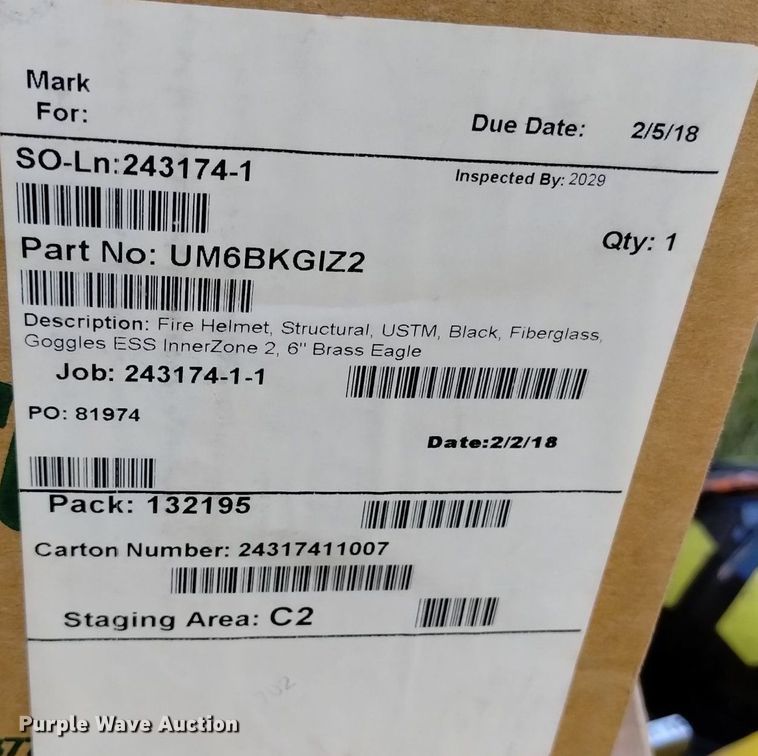 Mark
For:
Due Date: 2/5/18
SO-Ln:243174-1
Inspected By: 2029
Qty: 1
Part No: UM6BKGIZ2
Description: Fire Helmet, Structural, USTM, Black, Fiberglass,
Goggles ESS InnerZone 2, 6" Brass Eagle
Job: 243174-1-1
PO: 81974
Date:2/2/18
Pack: 132195
Carton Number: 24317411007
Staging Area: C2
702
Purple Wave Auction